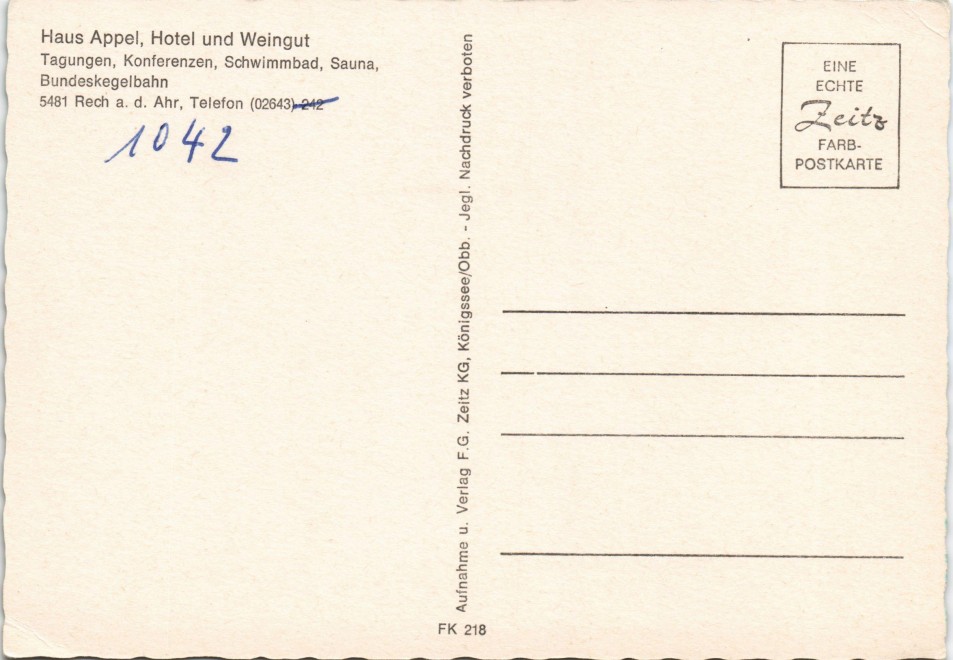 Haus Appel, Hotel und Weingut
Tagungen, Konferenzen, Schwimmbad, Sauna,
Bundeskegelbahn
5481 Rech a. d. Ahr, Telefon (02643) 242
1042
Aufnahme u. Verlag F.G. Zeitz KG, Königssee/Obb. - Jegl. Nachdruck verboten
FK 218
EINE
ECHTE
Zeitz
FARB-
POSTKARTE